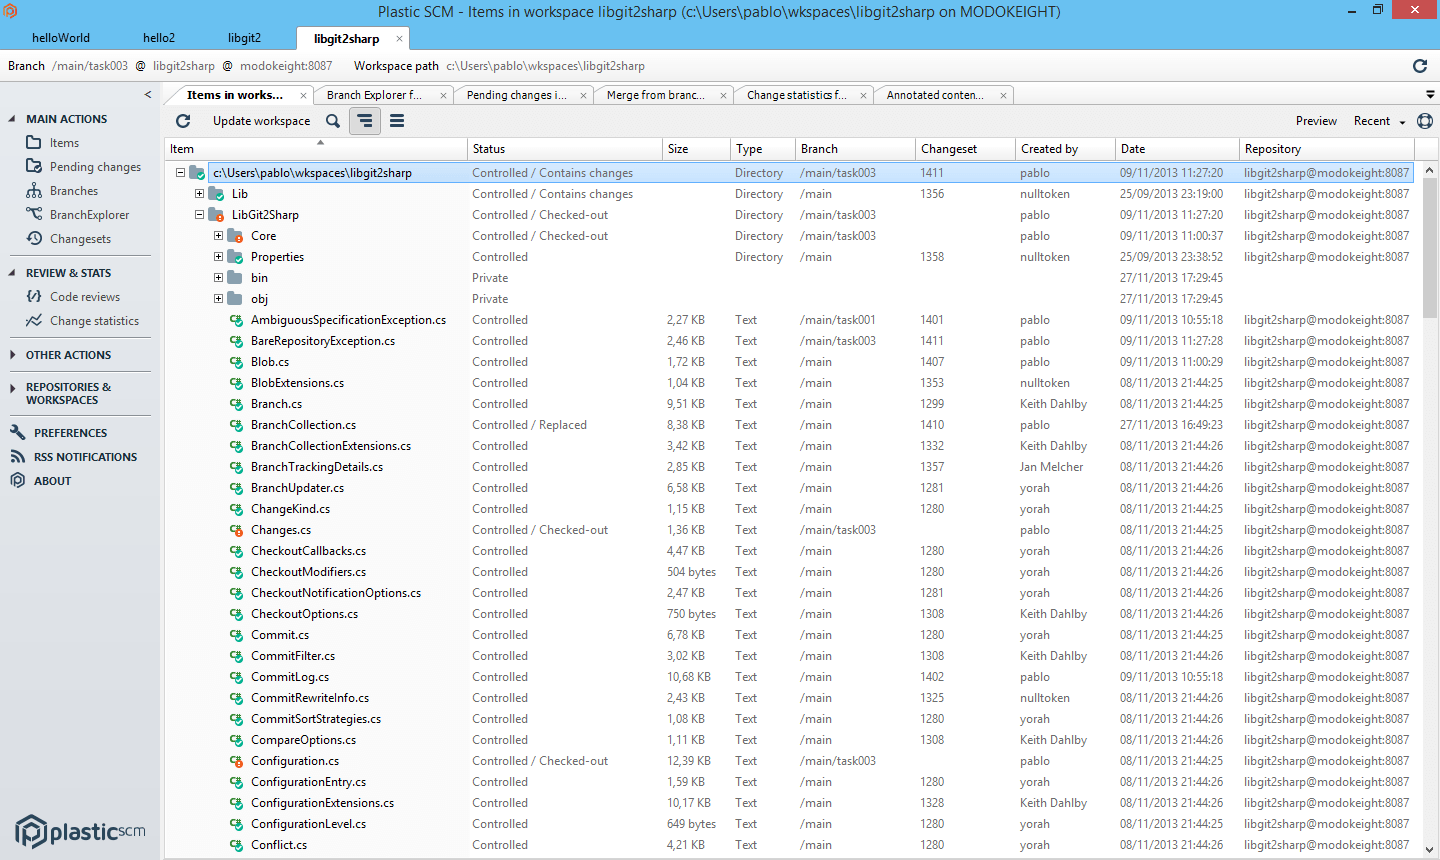 Plastic SCM - Items in workspace libgit2sharp (c:\Users\pablo\wkspaces\libgit2sharp on MODOKEIGHT)
helloWorld hello2 libgit2 libgit2sharp
Branch /main/task003 @ libgit2sharp @ modokeight:8087 Workspace path c:\Users\pablo\wkspaces\libgit2sharp
Items in works... Branch Explorer f... Pending changes i... Merge from branc... Change statistics f... Annotated conten...
Update workspace Preview Recent
MAIN ACTIONS
Items
Pending changes
Branches
BranchExplorer
Changesets
REVIEW & STATS
Code reviews
Change statistics
OTHER ACTIONS
REPOSITORIES &
WORKSPACES
PREFERENCES
RSS NOTIFICATIONS
ABOUT
plastic scm
Item Status Size Type Branch Changeset Created by Date Repository
c:\Users\pablo\wkspaces\libgit2sharp Controlled / Contains changes Directory /main/task003 1411 pablo 09/11/2013 11:27:20 libgit2sharp@modokeight:8087
Lib Controlled / Contains changes Directory /main 1356 nulltoken 25/09/2013 23:19:00 libgit2sharp@modokeight:8087
LibGit2Sharp Controlled / Checked-out Directory /main/task003 pablo 09/11/2013 11:27:20 libgit2sharp@modokeight:8087
Core Controlled / Checked-out Directory /main/task003 pablo 09/11/2013 11:00:37 libgit2sharp@modokeight:8087
Properties Controlled Directory /main 1358 nulltoken 25/09/2013 23:38:52 libgit2sharp@modokeight:8087
bin Private 27/11/2013 17:29:45
obj Private 27/11/2013 17:29:45
AmbiguousSpecificationException.cs Controlled 2,27 KB Text /main/task001 1401 pablo 09/11/2013 10:55:18 libgit2sharp@modokeight:8087
BareRepositoryException.cs Controlled 2,46 KB Text /main/task003 1411 pablo 09/11/2013 11:27:28 libgit2sharp@modokeight:8087
Blob.cs Controlled 1,72 KB Text /main 1407 pablo 09/11/2013 11:00:29 libgit2sharp@modokeight:8087
BlobExtensions.cs Controlled 1,04 KB Text /main 1353 nulltoken 08/11/2013 21:44:25 libgit2sharp@modokeight:8087
Branch.cs Controlled 9,51 KB Text /main 1299 Keith Dahlby 08/11/2013 21:44:25 libgit2sharp@modokeight:8087
BranchCollection.cs Controlled / Replaced 8,38 KB Text /main 1410 pablo 27/11/2013 16:49:23 libgit2sharp@modokeight:8087
BranchCollectionExtensions.cs Controlled 3,42 KB Text /main 1332 Keith Dahlby 08/11/2013 21:44:26 libgit2sharp@modokeight:8087
BranchTrackingDetails.cs Controlled 2,85 KB Text /main 1357 Jan Melcher 08/11/2013 21:44:26 libgit2sharp@modokeight:8087
BranchUpdater.cs Controlled 6,58 KB Text /main 1281 yorah 08/11/2013 21:44:26 libgit2sharp@modokeight:8087
ChangeKind.cs Controlled 1,15 KB Text /main 1280 yorah 08/11/2013 21:44:25 libgit2sharp@modokeight:8087
Changes.cs Controlled / Checked-out 1,36 KB Text /main/task003 pablo 08/11/2013 21:44:25 libgit2sharp@modokeight:8087
CheckoutCallbacks.cs Controlled 4,47 KB Text /main 1280 yorah 08/11/2013 21:44:26 libgit2sharp@modokeight:8087
CheckoutModifiers.cs Controlled 504 bytes Text /main 1280 yorah 08/11/2013 21:44:26 libgit2sharp@modokeight:8087
CheckoutNotificationOptions.cs Controlled 2,47 KB Text /main 1281 yorah 08/11/2013 21:44:26 libgit2sharp@modokeight:8087
CheckoutOptions.cs Controlled 750 bytes Text /main 1308 Keith Dahlby 08/11/2013 21:44:26 libgit2sharp@modokeight:8087
Commit.cs Controlled 6,78 KB Text /main 1280 yorah 08/11/2013 21:44:25 libgit2sharp@modokeight:8087
CommitFilter.cs Controlled 3,02 KB Text /main 1308 Keith Dahlby 08/11/2013 21:44:26 libgit2sharp@modokeight:8087
CommitLog.cs Controlled 10,68 KB Text /main 1402 pablo 09/11/2013 10:55:18 libgit2sharp@modokeight:8087
CommitRewriteInfo.cs Controlled 2,43 KB Text /main 1325 nulltoken 08/11/2013 21:44:26 libgit2sharp@modokeight:8087
CommitSortStrategies.cs Controlled 1,08 KB Text /main 1280 yorah 08/11/2013 21:44:26 libgit2sharp@modokeight:8087
CompareOptions.cs Controlled 1,11 KB Text /main 1308 Keith Dahlby 08/11/2013 21:44:26 libgit2sharp@modokeight:8087
Configuration.cs Controlled / Checked-out 12,39 KB Text /main/task003 pablo 08/11/2013 21:44:25 libgit2sharp@modokeight:8087
ConfigurationEntry.cs Controlled 1,59 KB Text /main 1280 yorah 08/11/2013 21:44:26 libgit2sharp@modokeight:8087
ConfigurationExtensions.cs Controlled 10,17 KB Text /main 1328 Keith Dahlby 08/11/2013 21:44:26 libgit2sharp@modokeight:8087
ConfigurationLevel.cs Controlled 649 bytes Text /main 1280 yorah 08/11/2013 21:44:26 libgit2sharp@modokeight:8087
Conflict.cs Controlled 4,21 KB Text /main 1280 yorah 08/11/2013 21:44:25 libgit2sharp@modokeight:8087